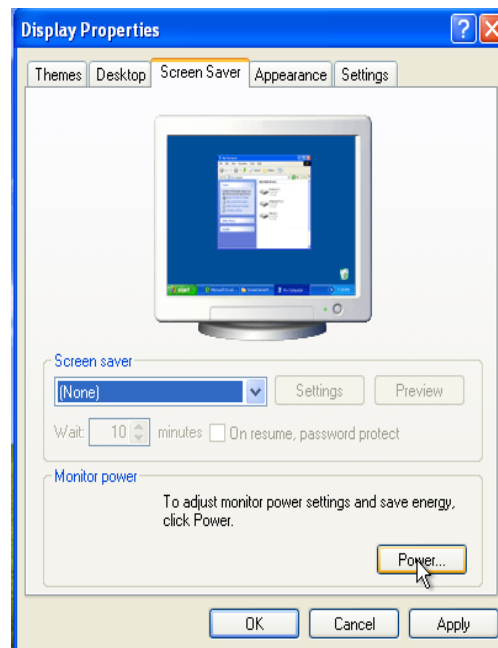 Display Properties
Themes Desktop Screen Saver Appearance Settings
start
Screen saver
(None) Settings Preview
Wait: 10 minutes On resume, password protect
Monitor power
To adjust monitor power settings and save energy,
click Power.
Power...
OK Cancel Apply